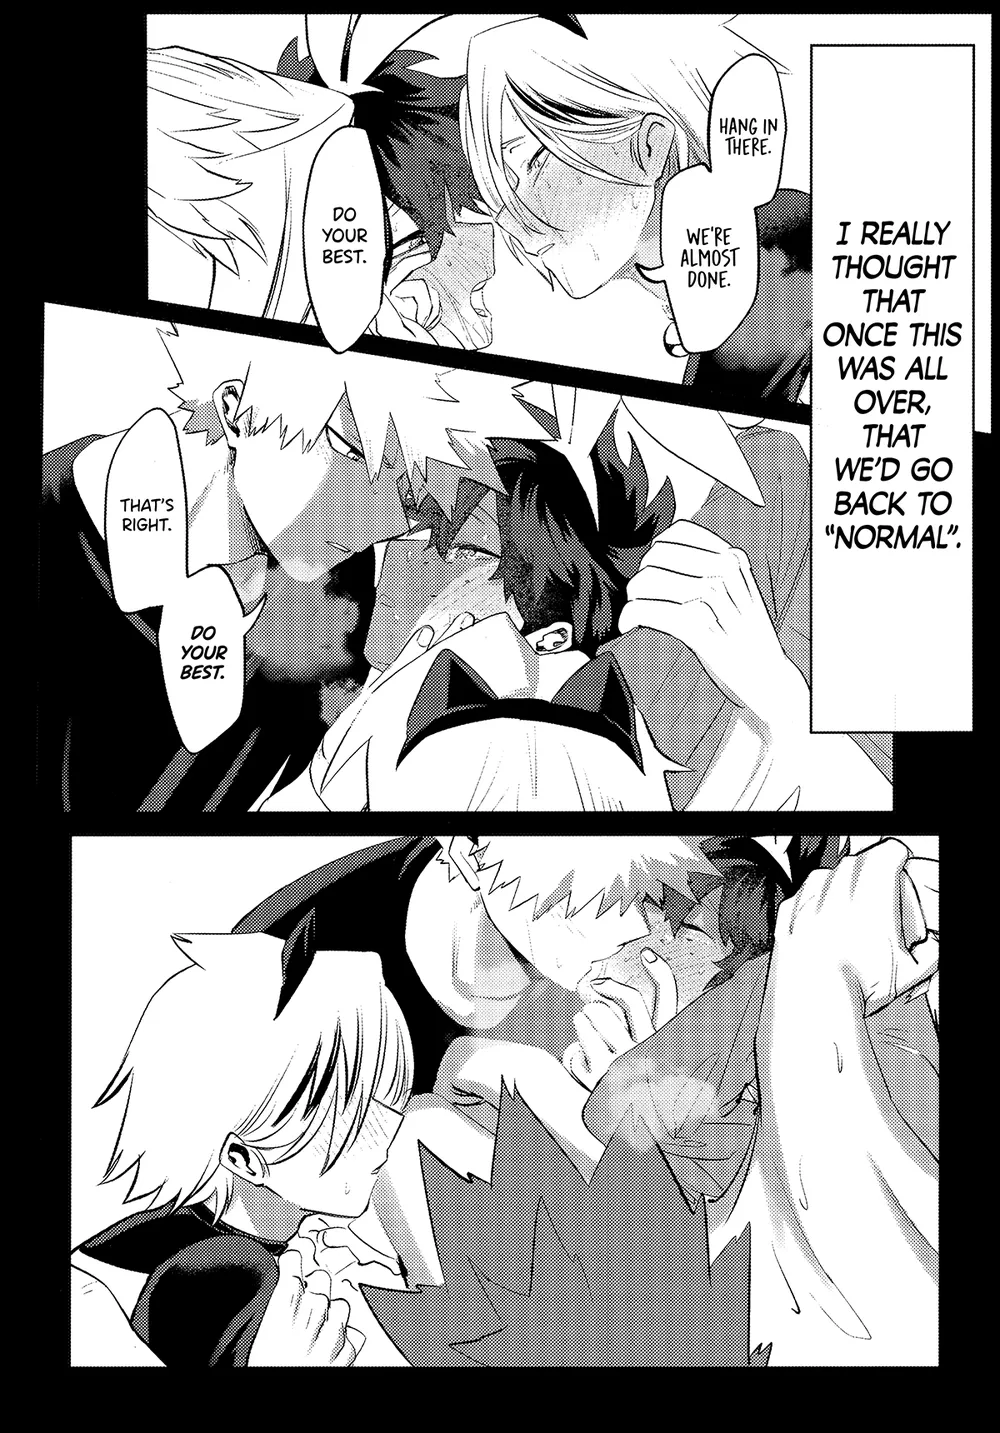 I REALLY
THOUGHT
THAT
ONCE THIS
WAS ALL
OVER,
THAT
WE'D GO
BACK TO
"NORMAL".
HANG IN
THERE.
WE'RE
ALMOST
DONE.
DO
YOUR
BEST.
THAT'S
RIGHT.
DO
YOUR
BEST.